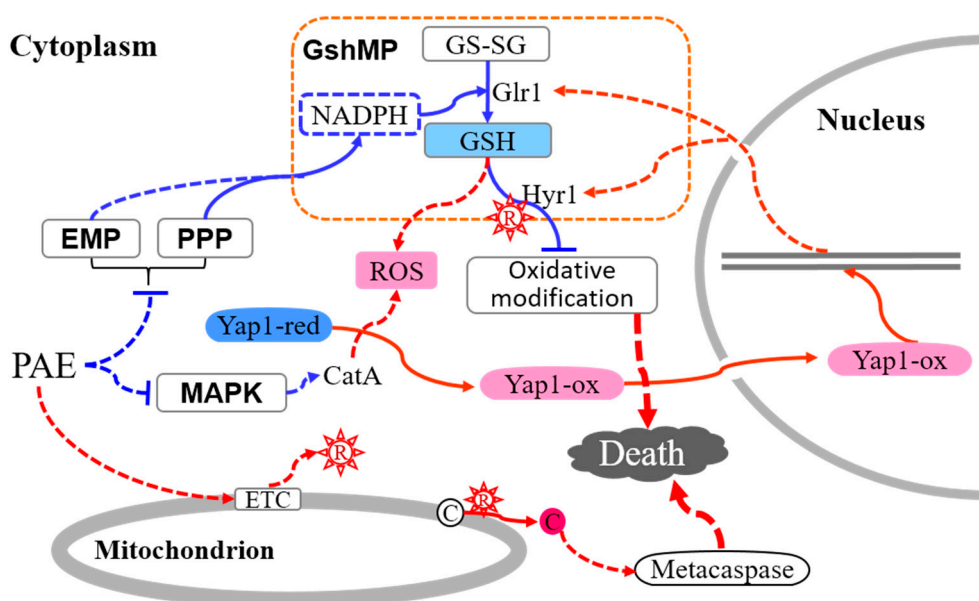 Cytoplasm
GshMP
GS-SG
Glr1
NADPH
GSH
Nucleus
Hyr1
R
EMP
PPP
ROS
Oxidative
modification
Yap1-red
PAE
MAPK
CatA
Yap1-ox
Yap1-ox
R
Death
ETC
C
R
C
Mitochondrion
Metacaspase